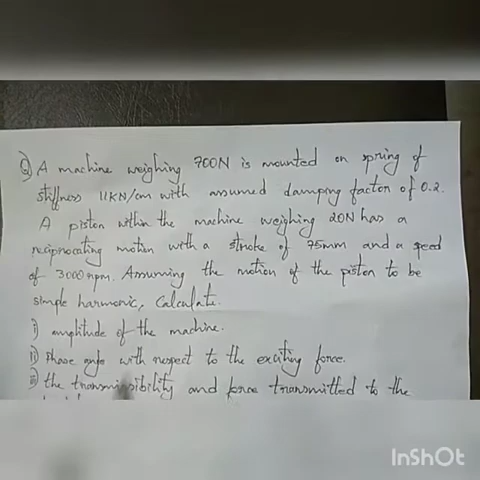 Q) A machine weighing 700N is mounted on spring of
stiffness 11KN/cm with assumed damping factor of 0.2.
A piston within the machine weighing 20N has a
reciprocating motion with a stroke of 75mm and a speed
of 3000 rpm. Assuming the motion of the piston to be
simple harmonic, Calculate.
i) amplitude of the machine.
ii) Phase angle with respect to the exciting force.
iii) the transmissibility and force transmitted to the
InShOt